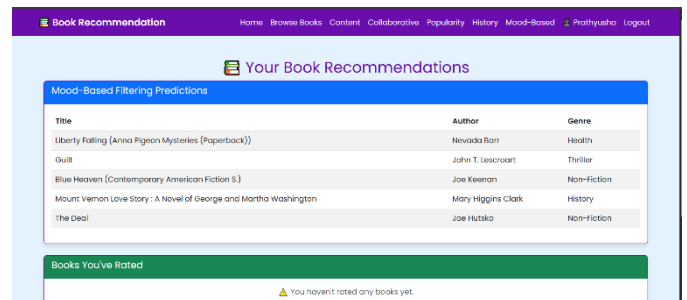 Book Recommendation Home Browse Books Content Collaborative Popularity History Mood-Based Prathyusha Logout
Your Book Recommendations
Mood-Based Filtering Predictions
Title Author Genre
Liberty Falling (Anna Pigeon Mysteries (Paperback)) Nevada Barr Health
Guilt John T. Lescroart Thriller
Blue Heaven (Contemporary American Fiction S.) Joe Keenan Non-Fiction
Mount Vernon Love Story : A Novel of George and Martha Washington Mary Higgins Clark History
The Deal Joe Hutsko Non-Fiction
Books You've Rated
You haven't rated any books yet.